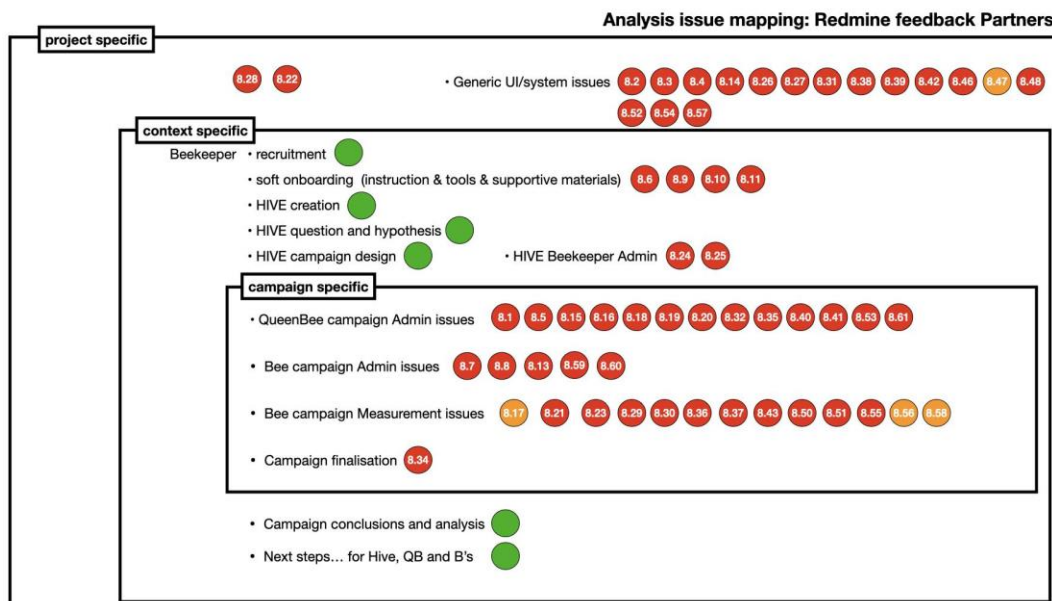 Analysis issue mapping: Redmine feedback Partners
project specific
8.28 8.22 • Generic UI/system issues 8.2 8.3 8.4 8.14 8.26 8.27 8.31 8.38 8.39 8.42 8.46 8.47 8.48
8.52 8.54 8.57
context specific
Beekeeper • recruitment
• soft onboarding (instruction & tools & supportive materials) 8.6 8.9 8.10 8.11
• HIVE creation
• HIVE question and hypothesis
• HIVE campaign design • HIVE Beekeeper Admin 8.24 8.25
campaign specific
• QueenBee campaign Admin issues 8.1 8.5 8.15 8.16 8.18 8.19 8.20 8.32 8.35 8.40 8.41 8.53 8.61
• Bee campaign Admin issues 8.7 8.8 8.13 8.59 8.60
• Bee campaign Measurement issues 8.17 8.21 8.23 8.29 8.30 8.36 8.37 8.43 8.50 8.51 8.55 8.56 8.58
• Campaign finalisation 8.34
• Campaign conclusions and analysis
• Next steps… for Hive, QB and B's